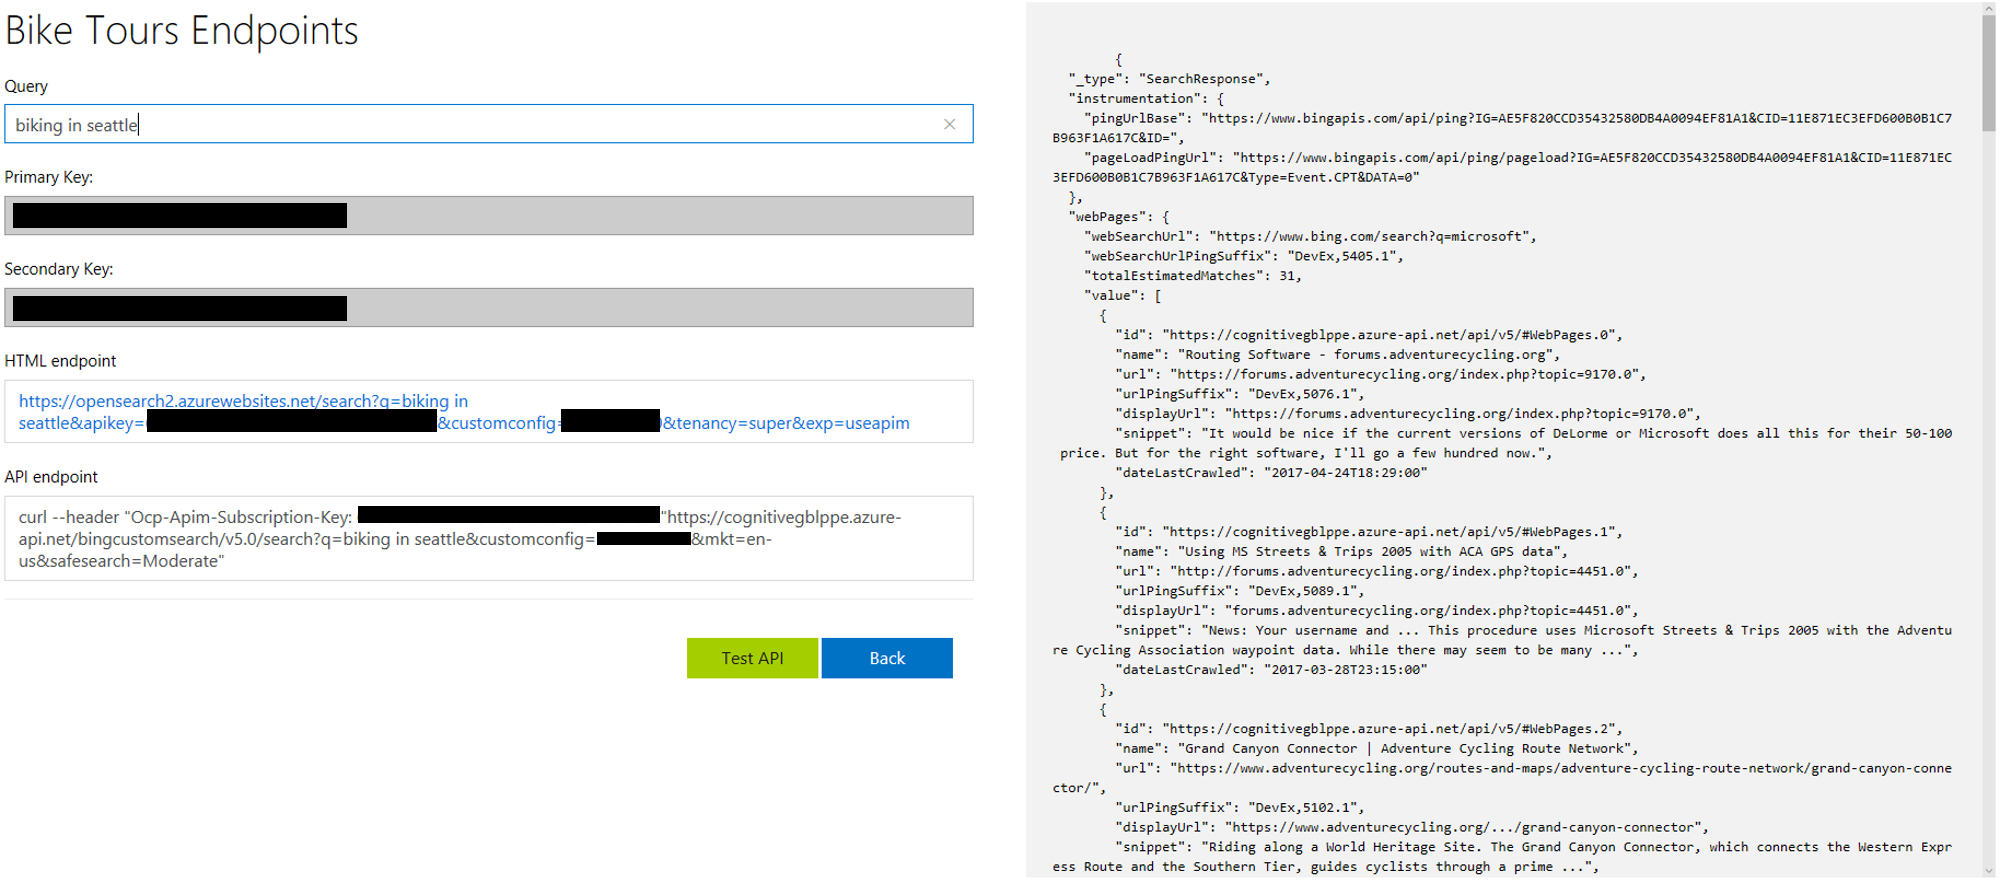 Bike Tours Endpoints
Query
biking in seattle
Primary Key:
Secondary Key:
HTML endpoint
https://opensearch2.azurewebsites.net/search?q=biking in
seattle&apikey= &customconfig= &tenancy=super&exp=useapim
API endpoint
curl --header "Ocp-Apim-Subscription-Key: "https://cognitivegblppe.azure-
api.net/bingcustomsearch/v5.0/search?q=biking in seattle&customconfig= &mkt=en-
us&safesearch=Moderate"
Test API Back
{
"_type": "SearchResponse",
"instrumentation": {
"pingUrlBase": "https://www.bingapis.com/api/ping?IG=AE5F820CCD35432580DB4A0094EF81A1&CID=11E871EC3EFD600B0B1C7
B963F1A617C&ID=",
"pageLoadPingUrl": "https://www.bingapis.com/api/ping/pageload?IG=AE5F820CCD35432580DB4A0094EF81A1&CID=11E871EC
3EFD600B0B1C7B963F1A617C&Type=Event.CPT&DATA=0"
},
"webPages": {
"webSearchUrl": "https://www.bing.com/search?q=microsoft",
"webSearchUrlPingSuffix": "DevEx,5405.1",
"totalEstimatedMatches": 31,
"value": [
{
"id": "https://cognitivegblppe.azure-api.net/api/v5/#WebPages.0",
"name": "Routing Software - forums.adventurecycling.org",
"url": "https://forums.adventurecycling.org/index.php?topic=9170.0",
"urlPingSuffix": "DevEx,5076.1",
"displayUrl": "https://forums.adventurecycling.org/index.php?topic=9170.0",
"snippet": "It would be nice if the current versions of DeLorme or Microsoft does all this for their 50-100
price. But for the right software, I'll go a few hundred now.",
"dateLastCrawled": "2017-04-24T18:29:00"
},
{
"id": "https://cognitivegblppe.azure-api.net/api/v5/#WebPages.1",
"name": "Using MS Streets & Trips 2005 with ACA GPS data",
"url": "http://forums.adventurecycling.org/index.php?topic=4451.0",
"urlPingSuffix": "DevEx,5089.1",
"displayUrl": "forums.adventurecycling.org/index.php?topic=4451.0",
"snippet": "News: Your username and ... This procedure uses Microsoft Streets & Trips 2005 with the Adventu
re Cycling Association waypoint data. While there may seem to be many ...",
"dateLastCrawled": "2017-03-28T23:15:00"
},
{
"id": "https://cognitivegblppe.azure-api.net/api/v5/#WebPages.2",
"name": "Grand Canyon Connector | Adventure Cycling Route Network",
"url": "https://www.adventurecycling.org/routes-and-maps/adventure-cycling-route-network/grand-canyon-conne
ctor/",
"urlPingSuffix": "DevEx,5102.1",
"displayUrl": "https://www.adventurecycling.org/.../grand-canyon-connector",
"snippet": "Riding along a World Heritage Site. The Grand Canyon Connector, which connects the Western Expr
ess Route and the Southern Tier, guides cyclists through a prime ...",